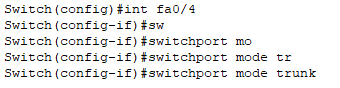 Switch(config)#int fa0/4
Switch(config-if)#sw
Switch(config-if)#switchport mo
Switch(config-if)#switchport mode tr
Switch(config-if)#switchport mode trunk